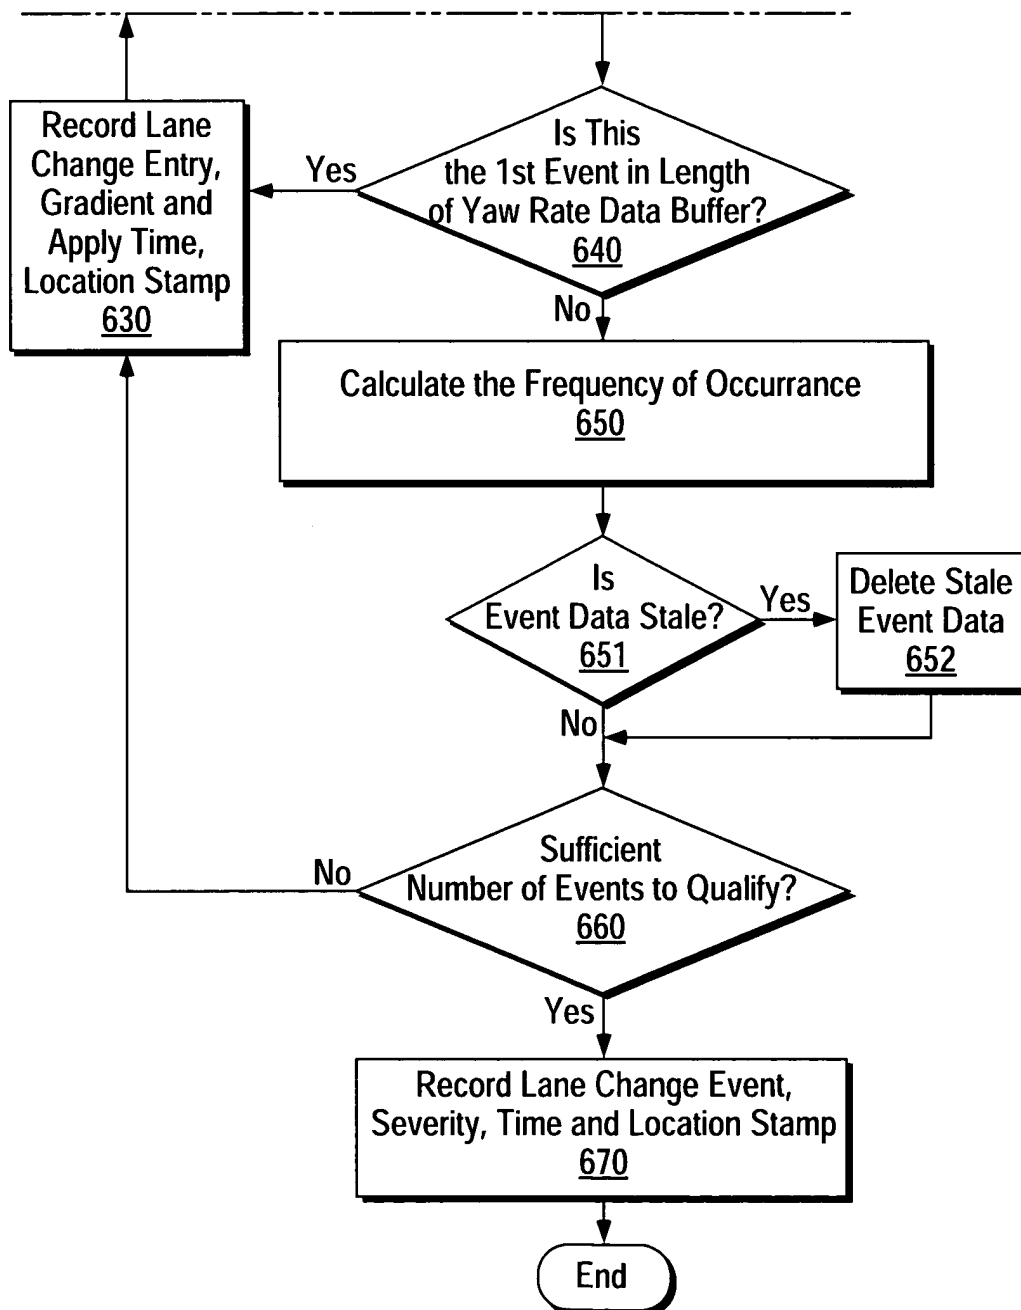 Record Lane
Change Entry,
Gradient and
Apply Time,
Location Stamp
630
Yes
Is This
the 1st Event in Length
of Yaw Rate Data Buffer?
640
No
Calculate the Frequency of Occurrance
650
Is
Event Data Stale?
651
Yes
Delete Stale
Event Data
652
No
Sufficient
Number of Events to Qualify?
660
No
Yes
Record Lane Change Event,
Severity, Time and Location Stamp
670
End